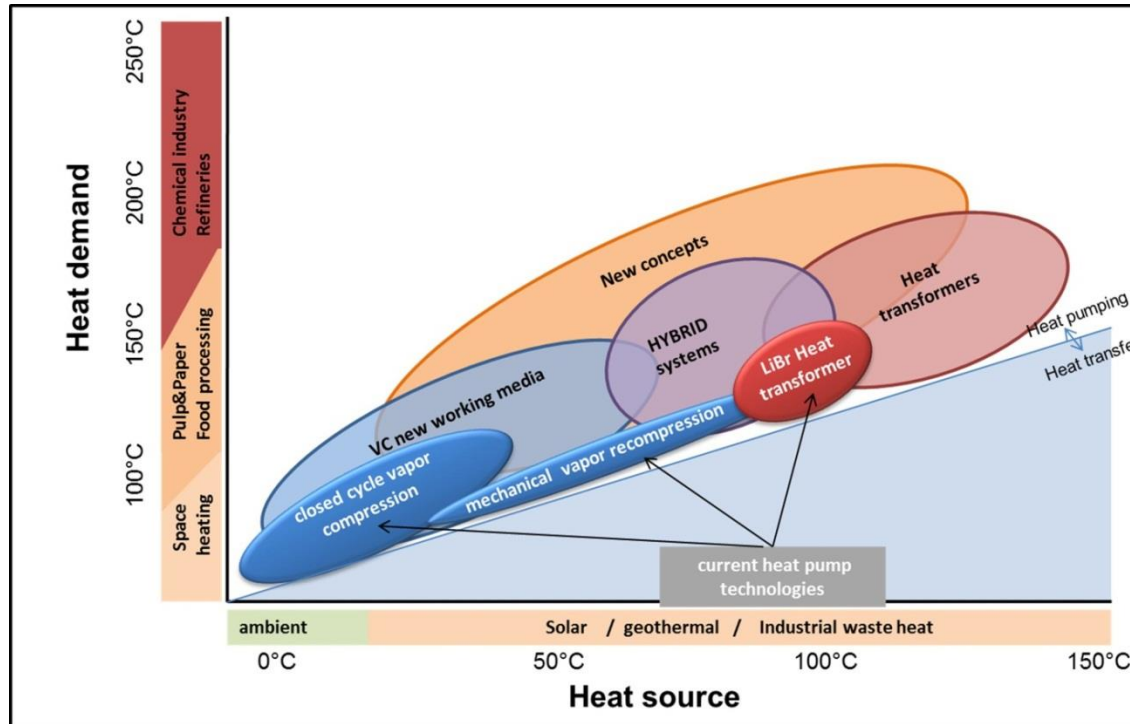 Heat demand
250°C
200°C
150°C
100°C
Chemical industry
Refineries
Pulp&Paper
Food processing
Space
heating
New concepts
Heat
transformers
HYBRID
systems
LiBr Heat
transformer
VC new working media
closed cycle vapor
compression
mechanical vapor recompression
Heat pumping
Heat transfe
current heat pump
technologies
ambient
Solar / geothermal / Industrial waste heat
0°C
50°C
100°C
150°C
Heat source